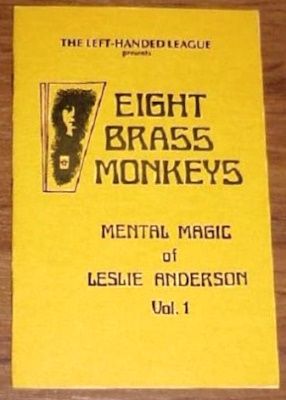 THE LEFT-HANDED LEAGUE
presents
EIGHT
BRASS
MONKEYS
MENTAL MAGIC
of
LESLIE ANDERSON
Vol. 1